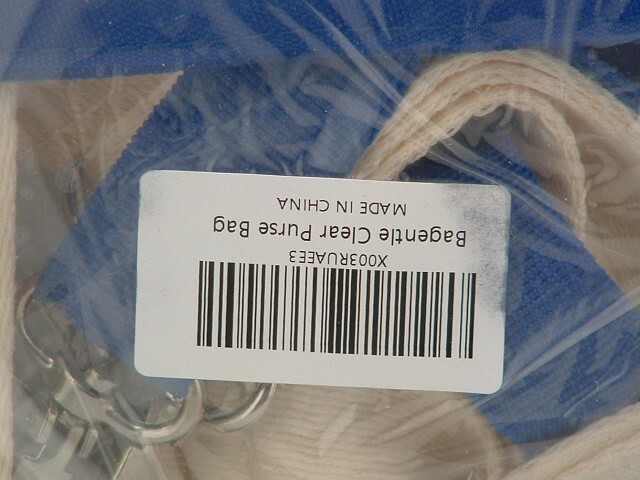 X003RUAEE3
Bagentle Clear Purse Bag
MADE IN CHINA